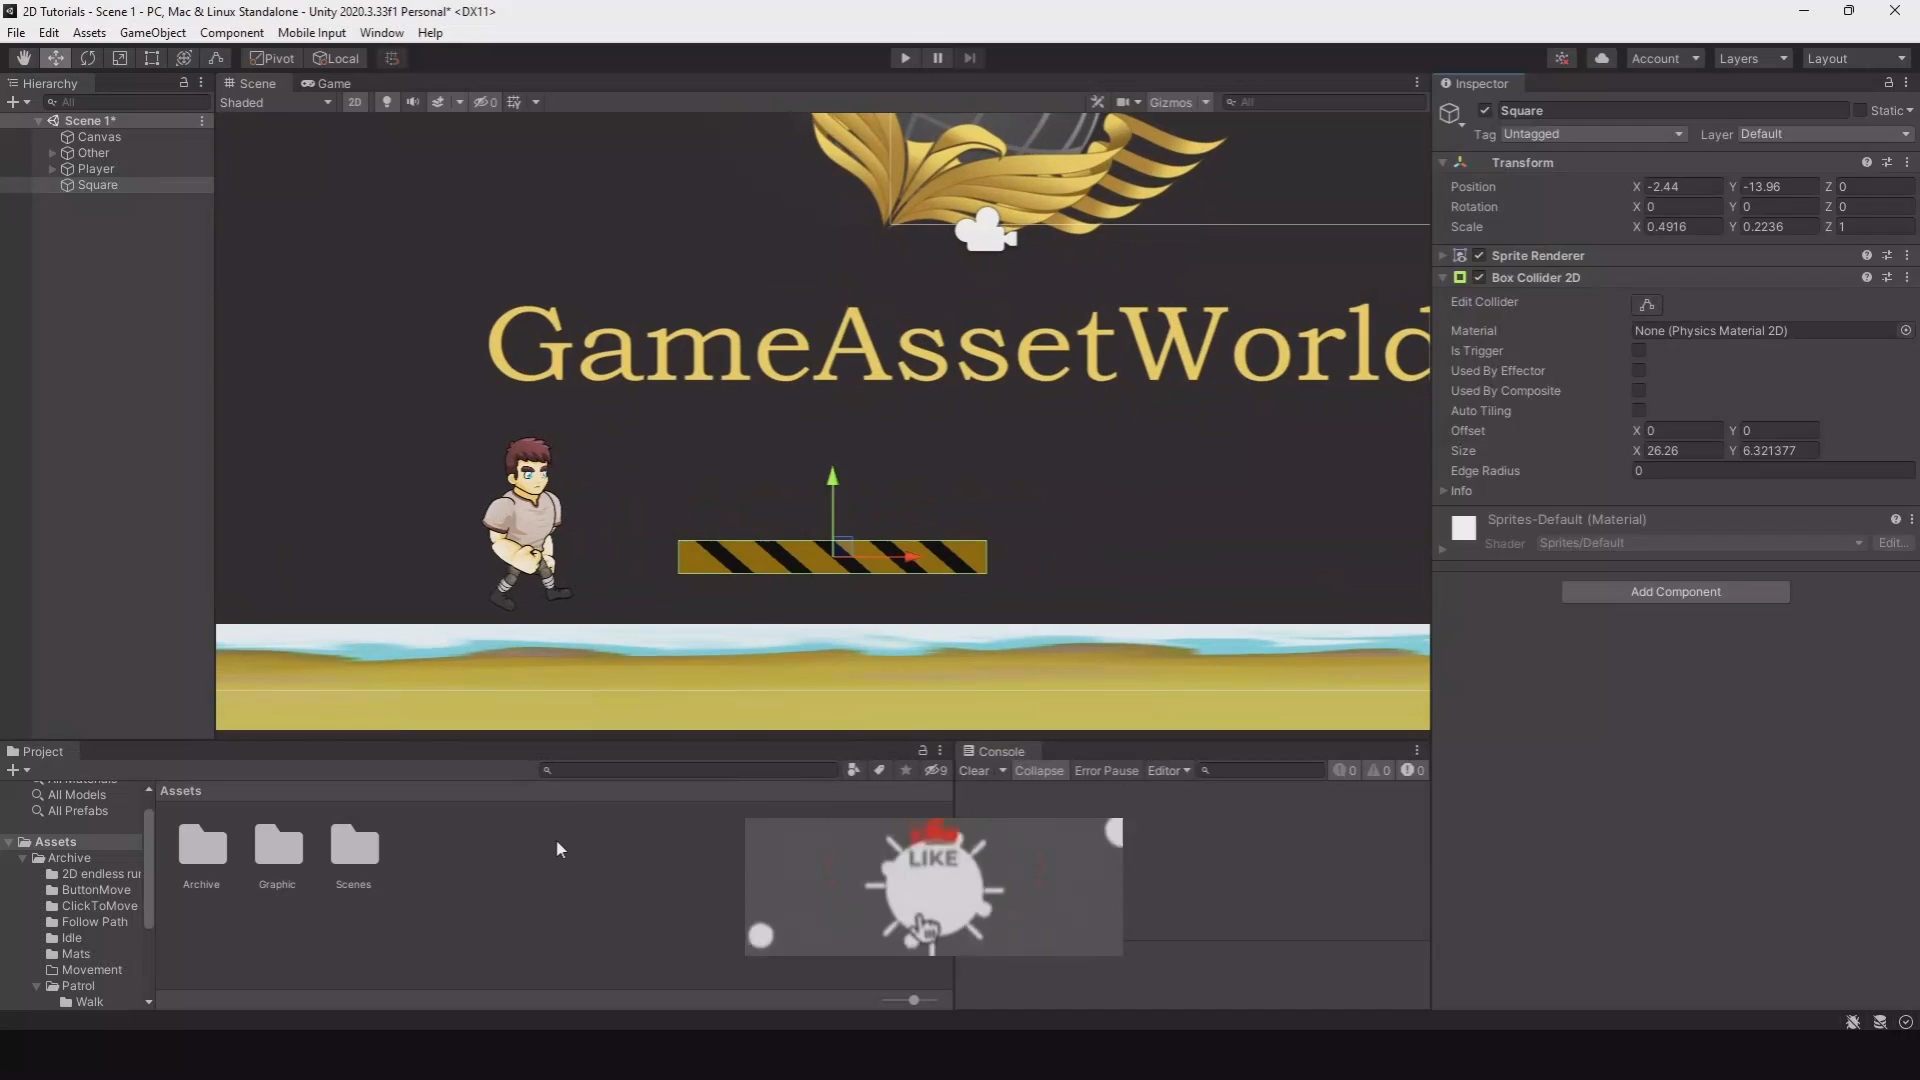 2D Tutorials - Scene 1 - PC, Mac & Linux Standalone - Unity 2020.3.33f1 Personal* <DX11>
File Edit Assets GameObject Component Mobile Input Window Help
Pivot Local Account Layers Layout
Hierarchy
All
Scene 1*
Canvas
Other
Player
Square
Scene Game
Shaded 2D 0 Gizmos All
GameAssetWorld
Inspector
Square Static
Tag Untagged Layer Default
Transform
Position X -2.44 Y -13.96 Z 0
Rotation X 0 Y 0 Z 0
Scale X 0.4916 Y 0.2236 Z 1
Sprite Renderer
Box Collider 2D
Edit Collider
Material None (Physics Material 2D)
Is Trigger
Used By Effector
Used By Composite
Auto Tiling
Offset X 0 Y 0
Size X 26.26 Y 6.321377
Edge Radius 0
Info
Sprites-Default (Material)
Shader Sprites/Default Edit...
Add Component
Project
9
All Models
All Prefabs
Assets
Archive
2D endless rur
ButtonMove
ClickToMove
Follow Path
Idle
Mats
Movement
Patrol
Walk
Assets
Archive Graphic Scenes
Console
Clear Collapse Error Pause Editor 0 0 0
LIKE